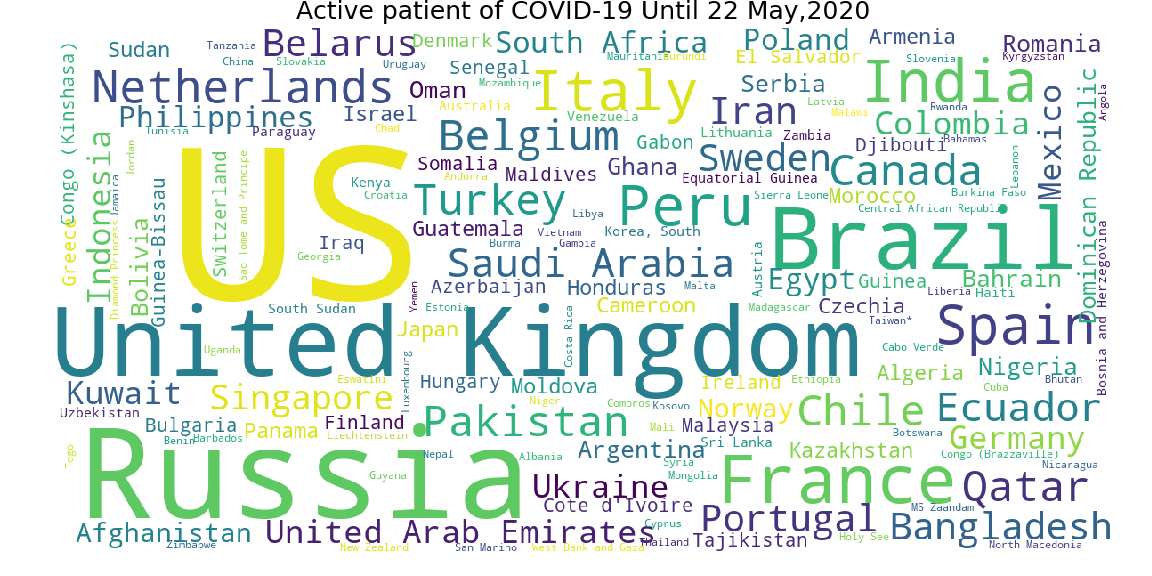 Active patient of COVID-19 Until 22 May,2020
Sudan
Tanzania
Belarus
Denmark
South Africa
Poland
Armenia
Romania
China
Slovakia
Uruguay
Senegal
Mauritania
Burundi
El Salvador
Slovenia
Kyrgyzstan
Congo (Kinshasa)
Netherlands
Oman
Mozambique
Italy
Serbia
India
Mexico
Dominican Republic
Angola
Philippines
Israel
Australia
Venezuela
Iran
Latvia
Malawi
Rwanda
Colombia
Tunisia
Paraguay
Chad
Belgium
Gabon
Lithuania
Zambia
Djibouti
Bahamas
Lebanon
Indonesia
Jordan
Jamaica
US
Somalia
Maldives
Ghana
Sweden
Canada
Andorra
Equatorial Guinea
Kenya
Croatia
Turkey
Libya
Peru
Sierra Leone
Morocco
Burkina Faso
Central African Republic
Brazil
Greece
Diamond Princess
Bolivia
Guinea-Bissau
Switzerland
Sao Tome and Principe
Iraq
Georgia
Guatemala
Burma
Vietnam
Gambia
Korea, South
Saudi Arabia
Austria
Egypt
Guinea
Bahrain
Bosnia and Herzegovina
Yemen
Azerbaijan
Honduras
Malta
Liberia
Haiti
South Sudan
Estonia
Cameroon
Madagascar
Czechia
Taiwan*
Spain
United Kingdom
Japan
Costa Rica
Uganda
Luxembourg
Cabo Verde
Nigeria
Kuwait
Eswatini
Hungary
Moldova
Ireland
Ethiopia
Algeria
Cuba
Bhutan
Uzbekistan
Singapore
Niger
Comoros
Kosovo
Norway
Chile
Ecuador
Bulgaria
Panama
Finland
Pakistan
Mali
Malaysia
Botswana
Germany
Benin
Barbados
Liechtenstein
Sri Lanka
Togo
Russia
Nepal
Albania
Argentina
Kazakhstan
Congo (Brazzaville)
Nicaragua
Guyana
Syria
Mongolia
France
Qatar
Ukraine
Cote d'Ivoire
Portugal
MS Zaandam
Bangladesh
Afghanistan
United Arab Emirates
Cyprus
Thailand
Tajikistan
Holy See
Zimbabwe
New Zealand
San Marino
West Bank and Gaza
North Macedonia